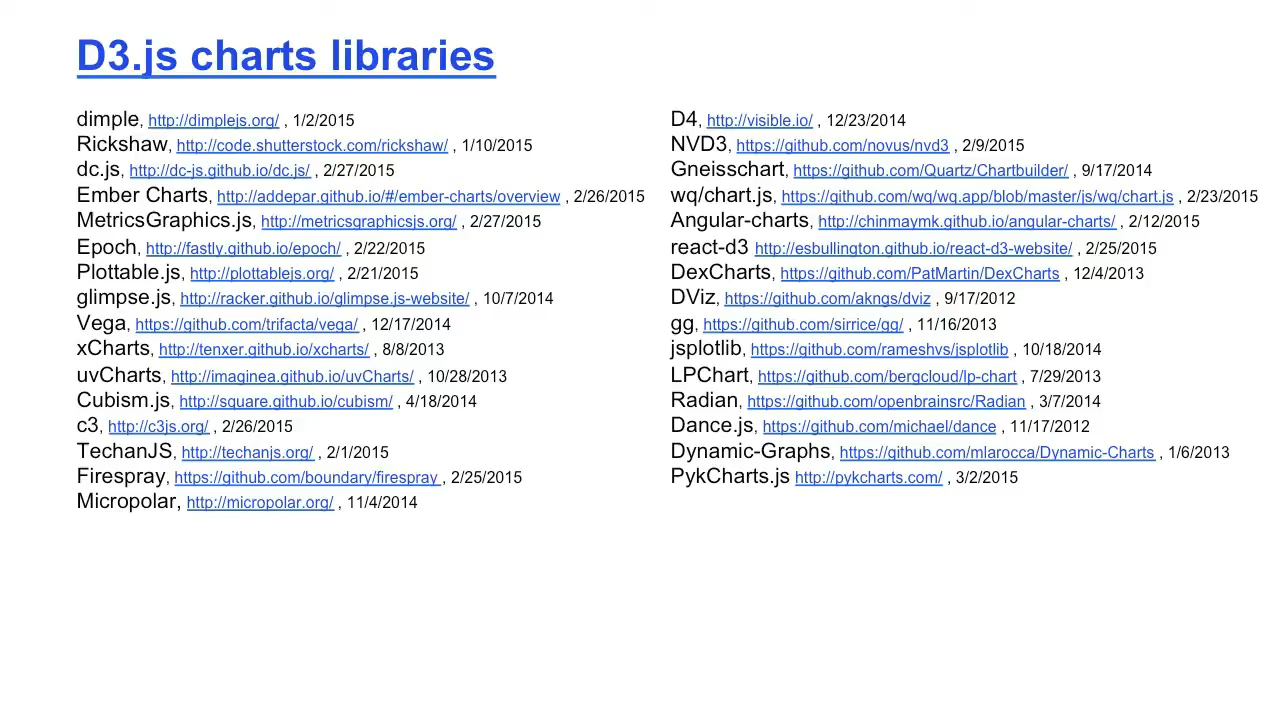 D3.js charts libraries
dimple, http://dimplejs.org/ , 1/2/2015
Rickshaw, http://code.shutterstock.com/rickshaw/ , 1/10/2015
dc.js, http://dc-js.github.io/dc.js/ , 2/27/2015
Ember Charts, http://addepar.github.io/#/ember-charts/overview , 2/26/2015
MetricsGraphics.js, http://metricsgraphicsjs.org/ , 2/27/2015
Epoch, http://fastly.github.io/epoch/ , 2/22/2015
Plottable.js, http://plottablejs.org/ , 2/21/2015
glimpse.js, http://racker.github.io/glimpse.js-website/ , 10/7/2014
Vega, https://github.com/trifacta/vega/ , 12/17/2014
xCharts, http://tenxer.github.io/xcharts/ , 8/8/2013
uvCharts, http://imaginea.github.io/uvCharts/ , 10/28/2013
Cubism.js, http://square.github.io/cubism/ , 4/18/2014
c3, http://c3js.org/ , 2/26/2015
TechanJS, http://techanjs.org/ , 2/1/2015
Firespray, https://github.com/boundary/firespray , 2/25/2015
Micropolar, http://micropolar.org/ , 11/4/2014
D4, http://visible.io/ , 12/23/2014
NVD3, https://github.com/novus/nvd3 , 2/9/2015
Gneisschart, https://github.com/Quartz/Chartbuilder/ , 9/17/2014
wq/chart.js, https://github.com/wq/wq.app/blob/master/js/wq/chart.js , 2/23/2015
Angular-charts, http://chinmaymk.github.io/angular-charts/ , 2/12/2015
react-d3 http://esbullington.github.io/react-d3-website/ , 2/25/2015
DexCharts, https://github.com/PatMartin/DexCharts , 12/4/2013
DViz, https://github.com/akngs/dviz , 9/17/2012
gg, https://github.com/sirrice/gg/ , 11/16/2013
jsplotlib, https://github.com/rameshvs/jsplotlib , 10/18/2014
LPChart, https://github.com/bergcloud/lp-chart , 7/29/2013
Radian, https://github.com/openbrainsrc/Radian , 3/7/2014
Dance.js, https://github.com/michael/dance , 11/17/2012
Dynamic-Graphs, https://github.com/mlarocca/Dynamic-Charts , 1/6/2013
PykCharts.js http://pykcharts.com/ , 3/2/2015